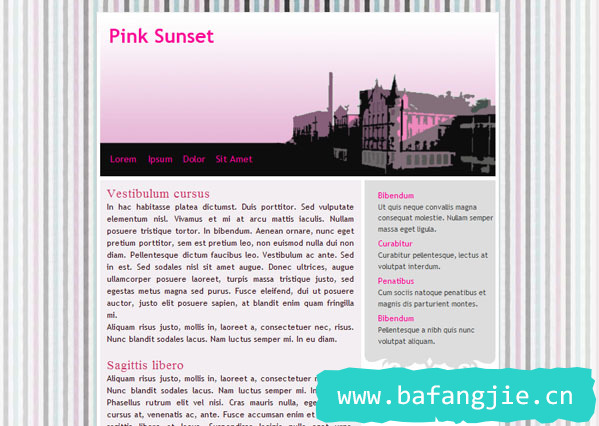 Pink Sunset
Lorem Ipsum Dolor Sit Amet
Vestibulum cursus
In hac habitasse platea dictumst. Duis porttitor. Sed vulputate
elementum nisl. Vivamus et mi at arcu mattis iaculis. Nullam
posuere tristique tortor. In bibendum. Aenean ornare, nunc eget
pretium porttitor, sem est pretium leo, non euismod nulla dui non
diam. Pellentesque dictum faucibus leo. Vestibulum ac ante. Sed
in est. Sed sodales nisl sit amet augue. Donec ultrices, augue
ullamcorper posuere laoreet, turpis massa tristique justo, sed
egestas metus magna sed purus. Fusce eleifend, dui ut posuere
auctor, justo elit posuere sapien, at blandit enim quam fringilla
mi.
Aliquam risus justo, mollis in, laoreet a, consectetuer nec, risus.
Nunc blandit sodales lacus. Nam luctus semper mi. In eu diam.
Sagittis libero
Aliquam risus justo, mollis in, laoreet a, consectetuer
Nunc blandit sodales lacus. Nam luctus semper mi. In
Phasellus rutrum elit vel nisi. Cras mauris nulla, eg
cursus at, venenatis ac, ante. Fusce accumsan enim et
Bibendum
Ut quis neque convallis magna
consequat molestie. Nullam semper
massa eget ligula.
Curabitur
Curabitur pellentesque, lectus at
volutpat interdum.
Penatibus
Cum sociis natoque penatibus et
magnis dis parturient montes.
Bibendum
Pellentesque a nibh quis nunc
volutpat aliquam.
www.bafangjie.cn